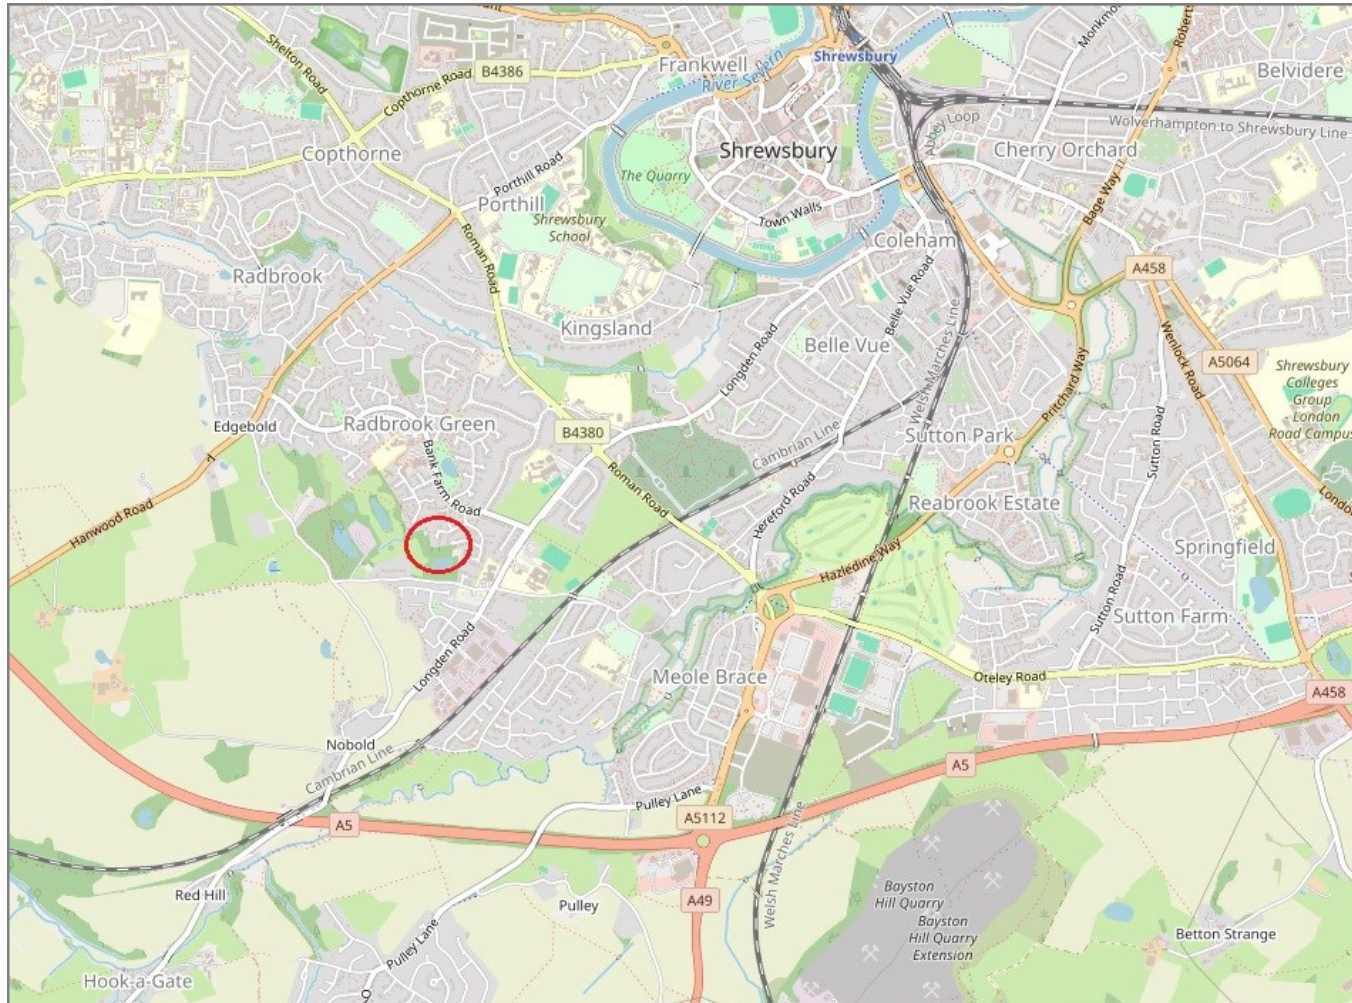 Shelton Road
Copthorne Road
B4386
Frankwell
River Severn
Shrewsbury
Monkmo
Roberts
Belvidere
Abbey Loop
Wolverhampton to Shrewsbury Line
Copthorne
Shrewsbury
Cherry Orchard
Porthill Road
The Quarry
Bage Way
Porthill
Shrewsbury
School
Town Walls
Coleham
Roman Road
Radbrook
A458
Belle Vue Road
Kingsland
Longden Road
Belle Vue
Welsh Marches Line
Pritchard Way
Wenlock Road
A5064
Shrewsbury
Colleges
Group
London
Road Campus
Edgebold
Radbrook Green
B4380
Sutton Park
Sutton Road
Bank Farm Road
Cambrian Line
Hanwood Road
Roman Road
Hereford Road
Reabrook Estate
London
Hazledine Way
Springfield
Sutton Road
Sutton Farm
Longden Road
Meole Brace
Oteley Road
A458
Nobold
Cambrian Line
A5
Pulley Lane
A5112
A5
Welsh Marches Line
Red Hill
A49
Pulley
Bayston
Hill Quarry
Bayston
Hill Quarry
Extension
Betton Strange
Pulley Lane
Hook-a-Gate